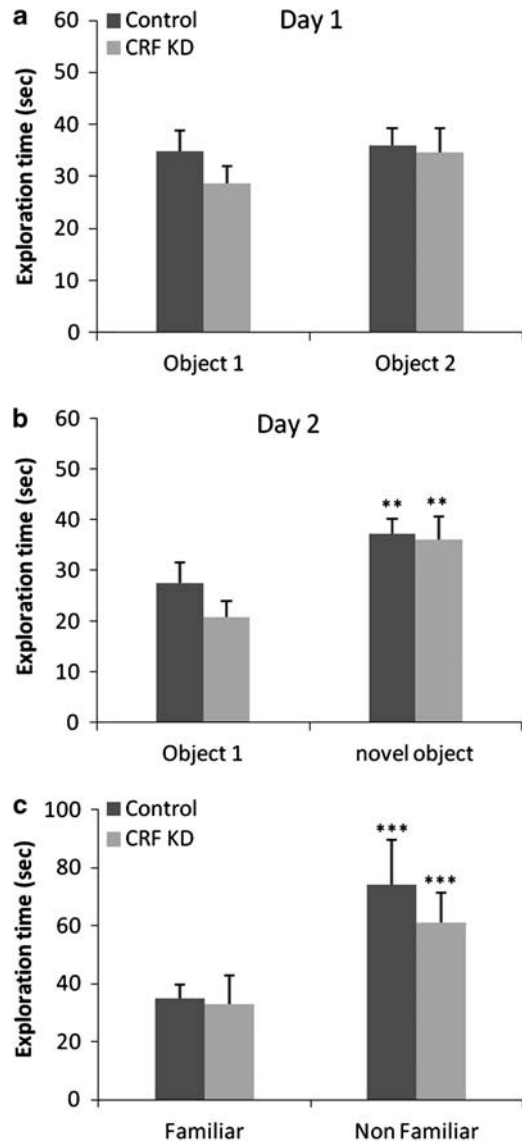 a
Day 1
Control
CRF KD
Exploration time (sec)
60
50
40
30
20
10
0
Object 1
Object 2
b
Day 2
Exploration time (sec)
60
50
40
30
20
10
0
** **
Object 1
novel object
c
Control
CRF KD
Exploration time (sec)
100
80
60
40
20
0
***
***
Familiar
Non Familiar